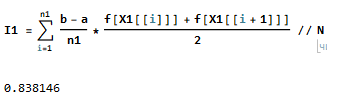 I1 = ∑_{i=1}^{n1} (b - a)/n1 * (f[X1[[i]]] + f[X1[[i + 1]]])/2 // N
0.838146